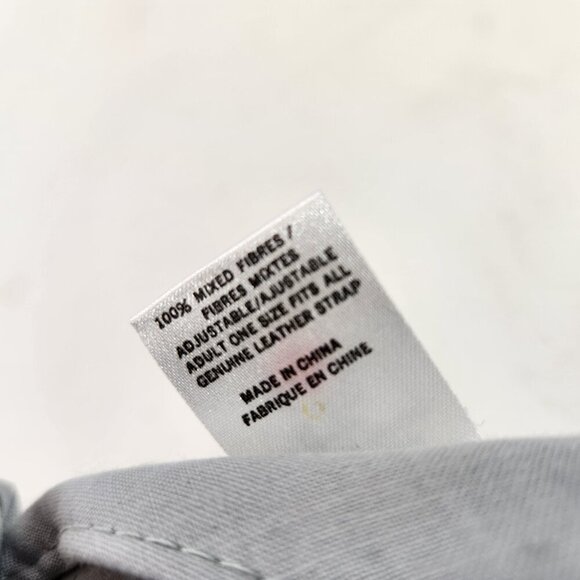 100% MIXED FIBRES /
FIBRES MIXTES
ADJUSTABLE/AJUSTABLE
ADULT ONE SIZE FITS ALL
GENUINE LEATHER STRAP
MADE IN CHINA
FABRIQUE EN CHINE